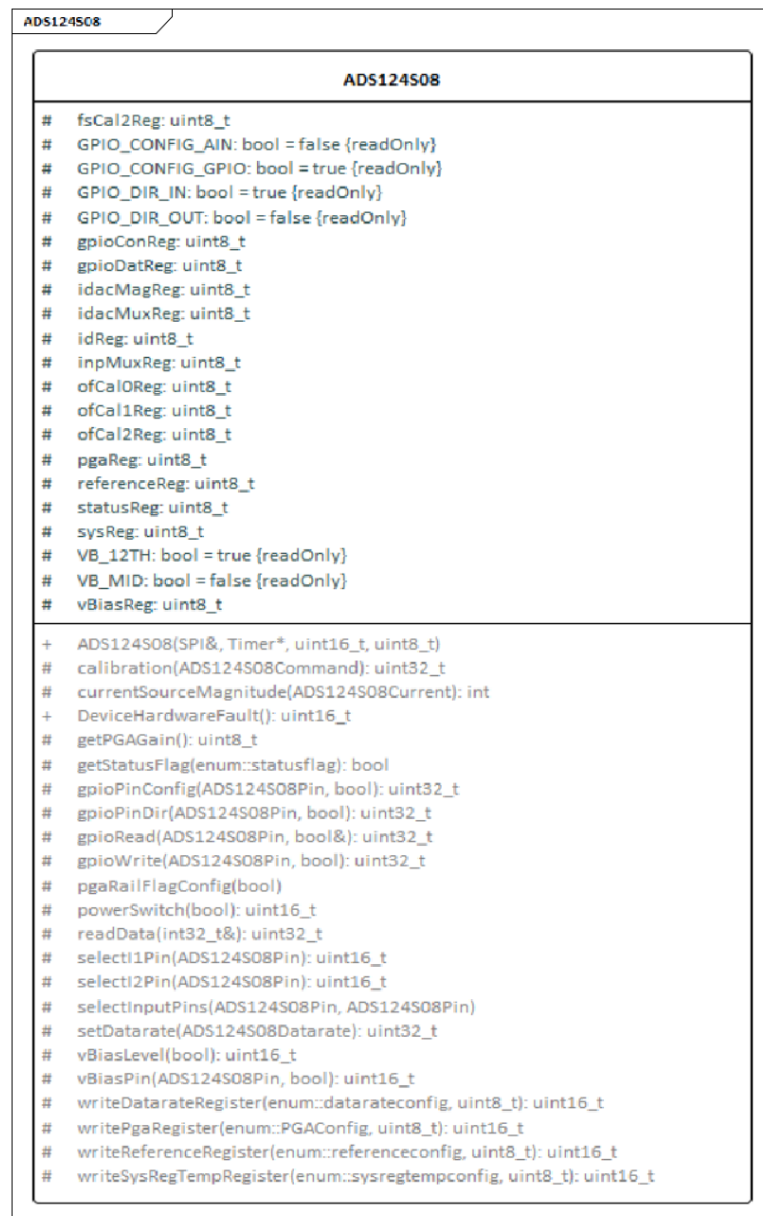 ADS124S08
ADS124S08
# fsCal2Reg: uint8_t
# GPIO_CONFIG_AIN: bool = false {readOnly}
# GPIO_CONFIG_GPIO: bool = true {readOnly}
# GPIO_DIR_IN: bool = true {readOnly}
# GPIO_DIR_OUT: bool = false {readOnly}
# gpioConReg: uint8_t
# gpioDatReg: uint8_t
# idacMagReg: uint8_t
# idacMuxReg: uint8_t
# idReg: uint8_t
# inpMuxReg: uint8_t
# ofCal0Reg: uint8_t
# ofCal1Reg: uint8_t
# ofCal2Reg: uint8_t
# pgaReg: uint8_t
# referenceReg: uint8_t
# statusReg: uint8_t
# sysReg: uint8_t
# VB_12TH: bool = true {readOnly}
# VB_MID: bool = false {readOnly}
# vBiasReg: uint8_t
+ ADS124S08(SPI&, Timer*, uint16_t, uint8_t)
# calibration(ADS124S08Command): uint32_t
# currentSourceMagnitude(ADS124S08Current): int
+ DeviceHardwareFault(): uint16_t
# getPGAGain(): uint8_t
# getStatusFlag(enum::statusflag): bool
# gpioPinConfig(ADS124S08Pin, bool): uint32_t
# gpioPinDir(ADS124S08Pin, bool): uint32_t
# gpioRead(ADS124S08Pin, bool&): uint32_t
# gpioWrite(ADS124S08Pin, bool): uint32_t
# pgaRailFlagConfig(bool)
# powerSwitch(bool): uint16_t
# readData(int32_t&): uint32_t
# selectI1Pin(ADS124S08Pin): uint16_t
# selectI2Pin(ADS124S08Pin): uint16_t
# selectInputPins(ADS124S08Pin, ADS124S08Pin)
# setDatarate(ADS124S08Datarate): uint32_t
# vBiasLevel(bool): uint16_t
# vBiasPin(ADS124S08Pin, bool): uint16_t
# writeDatarateRegister(enum::datarateconfig, uint8_t): uint16_t
# writePgaRegister(enum::PGAConfig, uint8_t): uint16_t
# writeReferenceRegister(enum::referenceconfig, uint8_t): uint16_t
# writeSysRegTempRegister(enum::sysregtempconfig, uint8_t): uint16_t